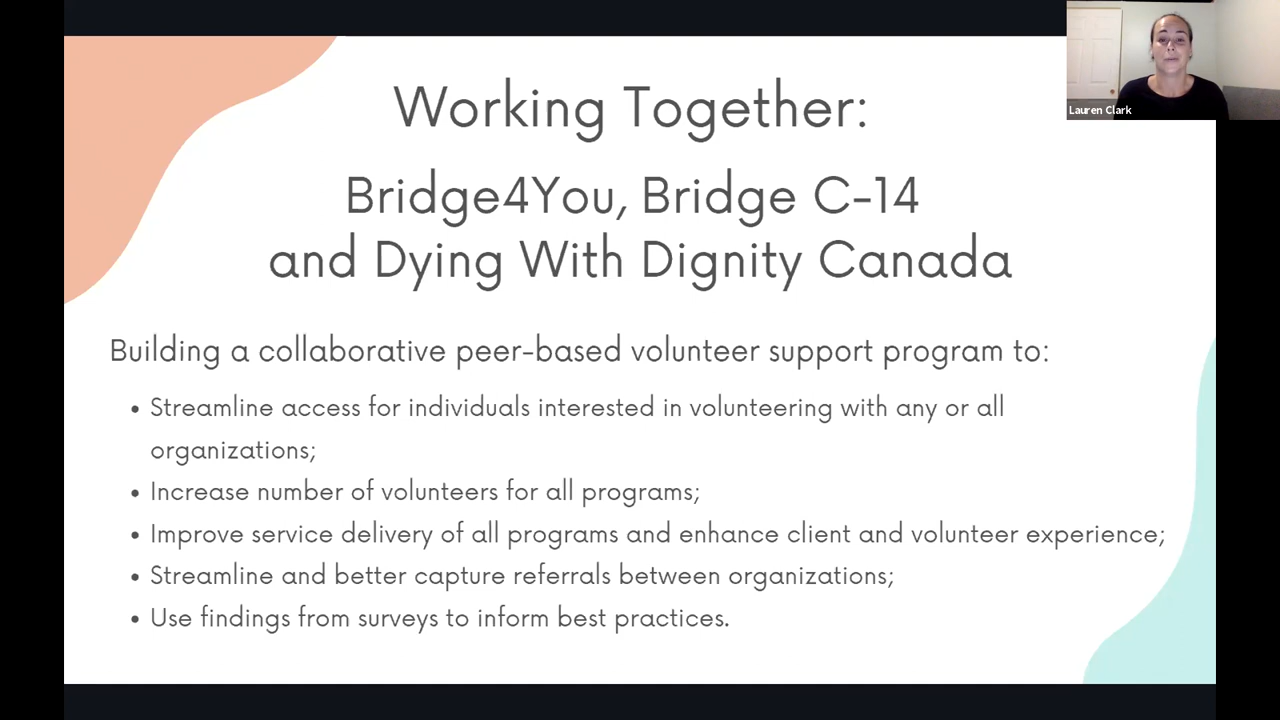 Working Together:
Bridge4You, Bridge C-14
and Dying With Dignity Canada
Building a collaborative peer-based volunteer support program to:
• Streamline access for individuals interested in volunteering with any or all
organizations;
• Increase number of volunteers for all programs;
• Improve service delivery of all programs and enhance client and volunteer experience;
• Streamline and better capture referrals between organizations;
• Use findings from surveys to inform best practices.
Lauren Clark